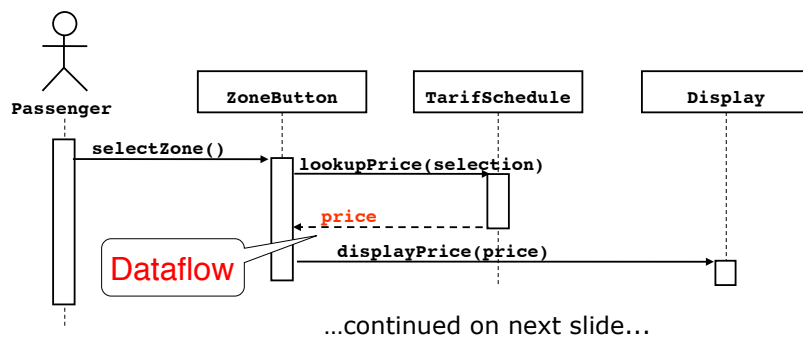 Passenger
ZoneButton
TarifSchedule
Display
selectZone()
lookupPrice(selection)
price
Dataflow
displayPrice(price)
…continued on next slide…